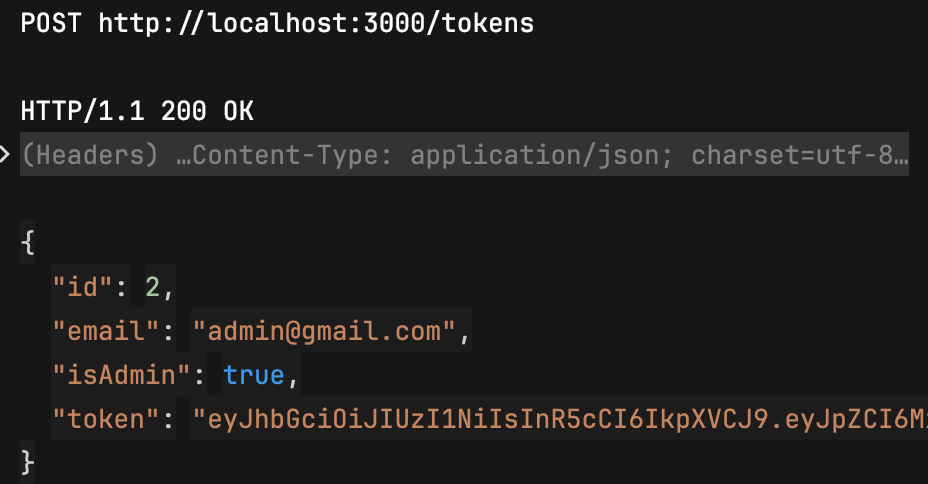 POST http://localhost:3000/tokens
HTTP/1.1 200 OK
(Headers) …Content-Type: application/json; charset=utf-8…
{
"id": 2,
"email": "admin@gmail.com",
"isAdmin": true,
"token": "eyJhbGciOiJIUzI1NiIsInR5cCI6IkpXVCJ9.eyJpZCI6M
}